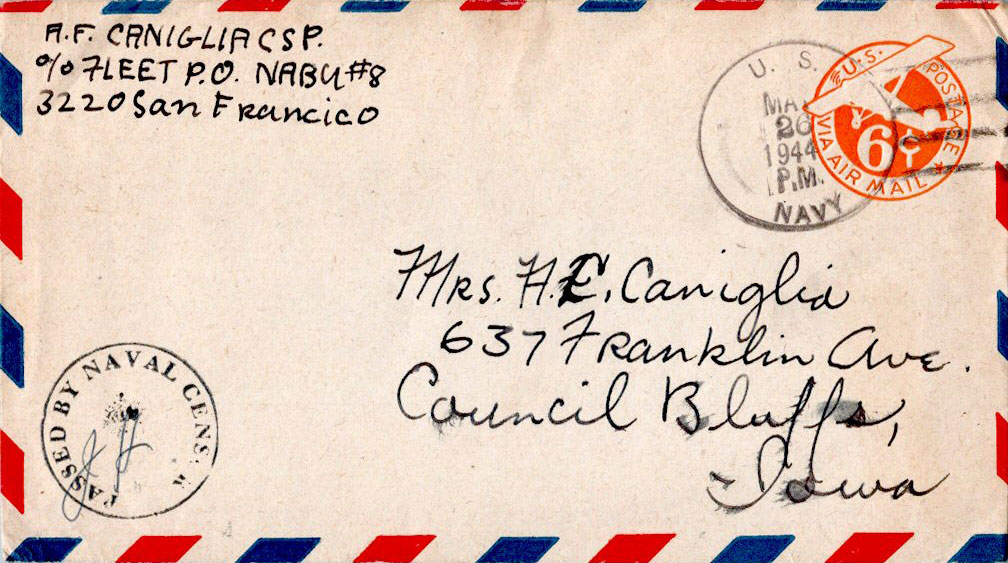 A.F. CANIGLIA CSP.
c/o FLEET P.O. NABU #8
3220 San Francico
U. S.
26
1944
P.M.
NAVY
U.S. POSTAGE
6¢
VIA AIR MAIL
Mrs. A.E. Caniglia
637 Franklin Ave.
Council Bluffs,
Iowa
PASSED BY NAVAL CENS R